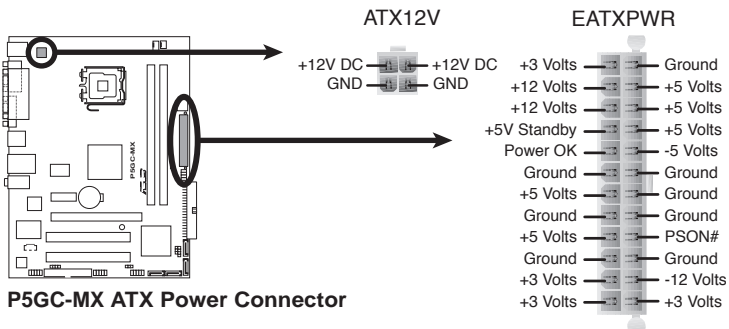 ATX12V
EATXPWR
+12V DC +12V DC
GND GND
+3 Volts Ground
+12 Volts +5 Volts
+12 Volts +5 Volts
+5V Standby +5 Volts
Power OK -5 Volts
Ground Ground
+5 Volts Ground
Ground Ground
+5 Volts PSON#
Ground Ground
+3 Volts -12 Volts
+3 Volts +3 Volts
P5GC-MX
P5GC-MX ATX Power Connector